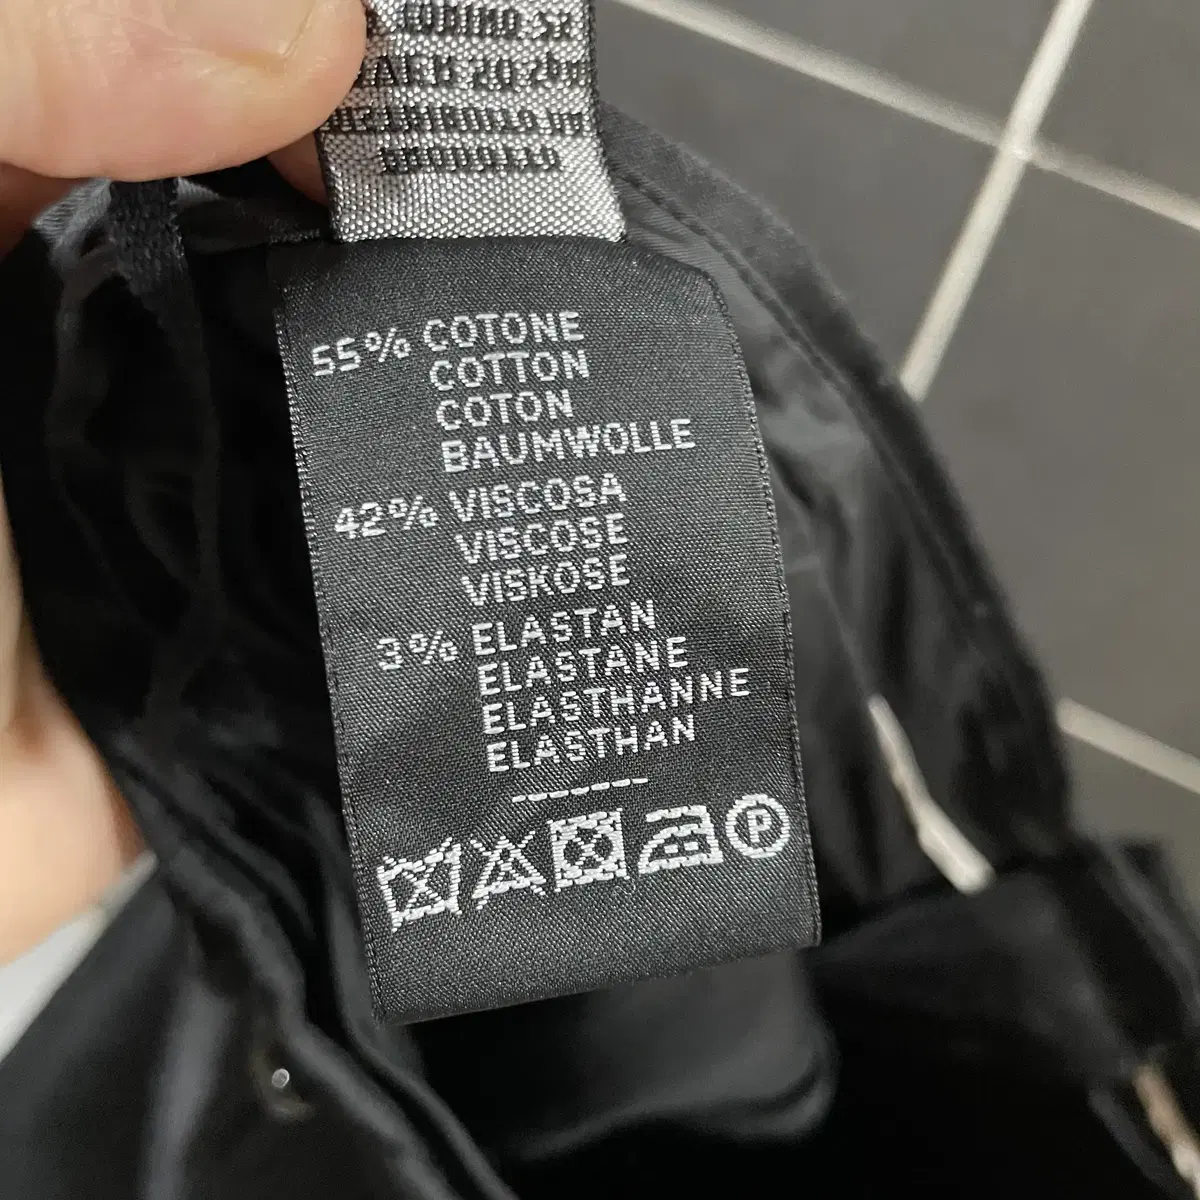 55% COTONE
COTTON
COTON
BAUMWOLLE
42% VISCOSA
VISCOSE
VISKOSE
3% ELASTAN
ELASTANE
ELASTHANNE
ELASTHAN
P